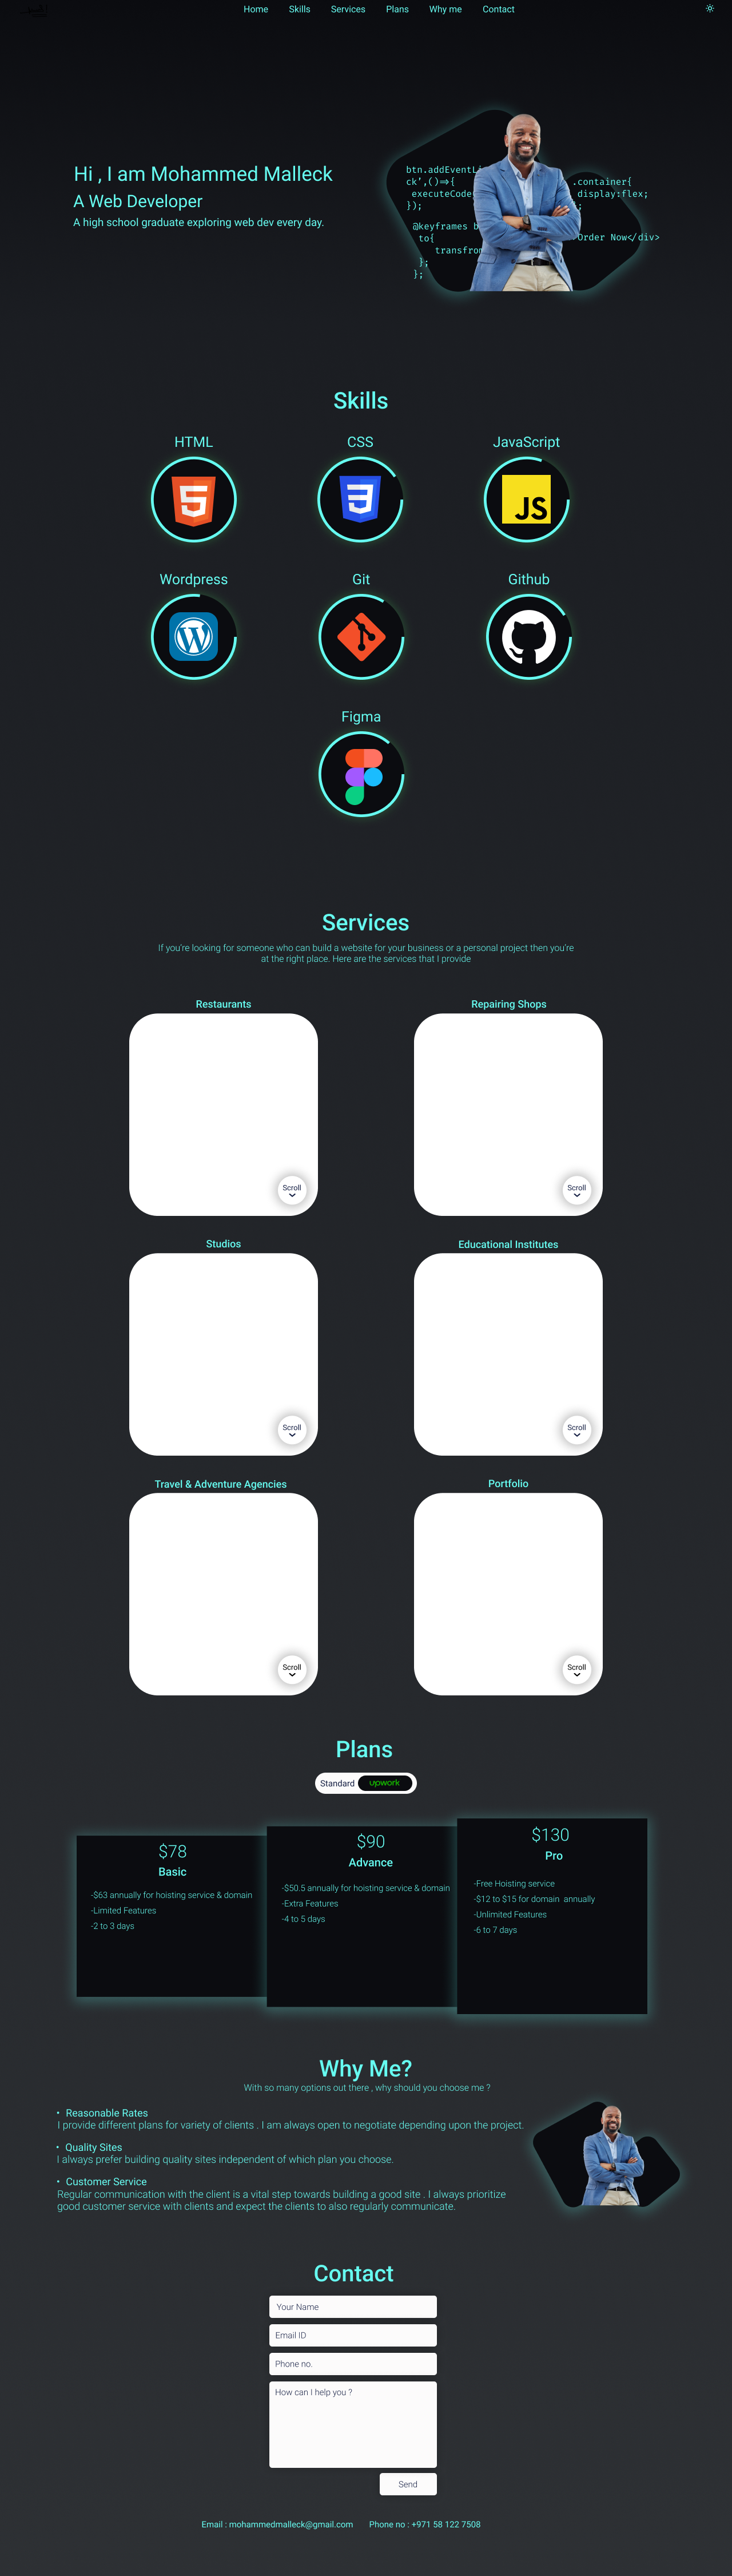 Home Skills Services Plans Why me Contact
Hi , I am Mohammed Malleck
A Web Developer
A high school graduate exploring web dev every day.
btn.addEventLi
ck',()=>{
executeCode
});
@keyframes b
to{
transfrom
};
};
.container{
display:flex;
};
Order Now</div>
Skills
HTML CSS JavaScript
JS
Wordpress Git Github
Figma
Services
If you're looking for someone who can build a website for your business or a personal project then you're
at the right place. Here are the services that I provide
Restaurants Repairing Shops
Scroll Scroll
Studios Educational Institutes
Scroll Scroll
Travel & Adventure Agencies Portfolio
Scroll Scroll
Plans
Standard upwork
$78
Basic
-$63 annually for hoisting service & domain
-Limited Features
-2 to 3 days
$90
Advance
-$50.5 annually for hoisting service & domain
-Extra Features
-4 to 5 days
$130
Pro
-Free Hoisting service
-$12 to $15 for domain annually
-Unlimited Features
-6 to 7 days
Why Me?
With so many options out there , why should you choose me ?
• Reasonable Rates
I provide different plans for variety of clients . I am always open to negotiate depending upon the project.
• Quality Sites
I always prefer building quality sites independent of which plan you choose.
• Customer Service
Regular communication with the client is a vital step towards building a good site . I always prioritize
good customer service with clients and expect the clients to also regularly communicate.
Contact
Your Name
Email ID
Phone no.
How can I help you ?
Send
Email : mohammedmalleck@gmail.com Phone no : +971 58 122 7508